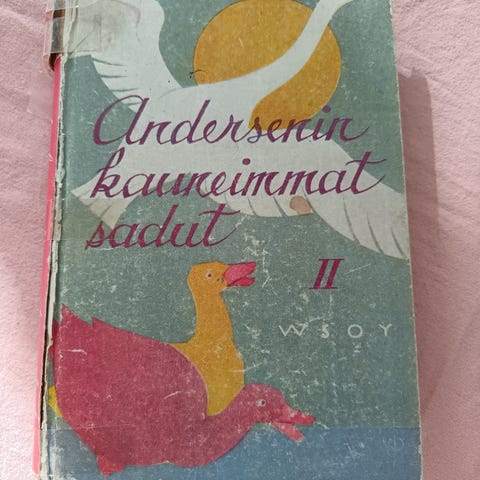 Andersenin
kauneimmat
sadut
II
WSOY